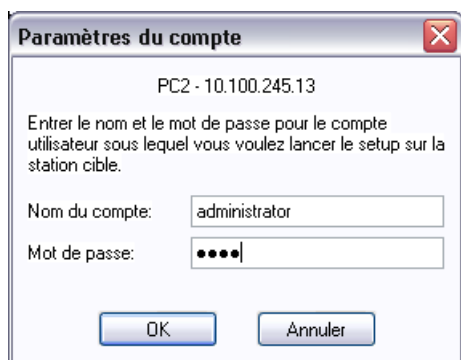 Paramètres du compte
PC2 - 10.100.245.13
Entrer le nom et le mot de passe pour le compte
utilisateur sous lequel vous voulez lancer le setup sur la
station cible.
Nom du compte: administrator
Mot de passe: ••••
OK Annuler